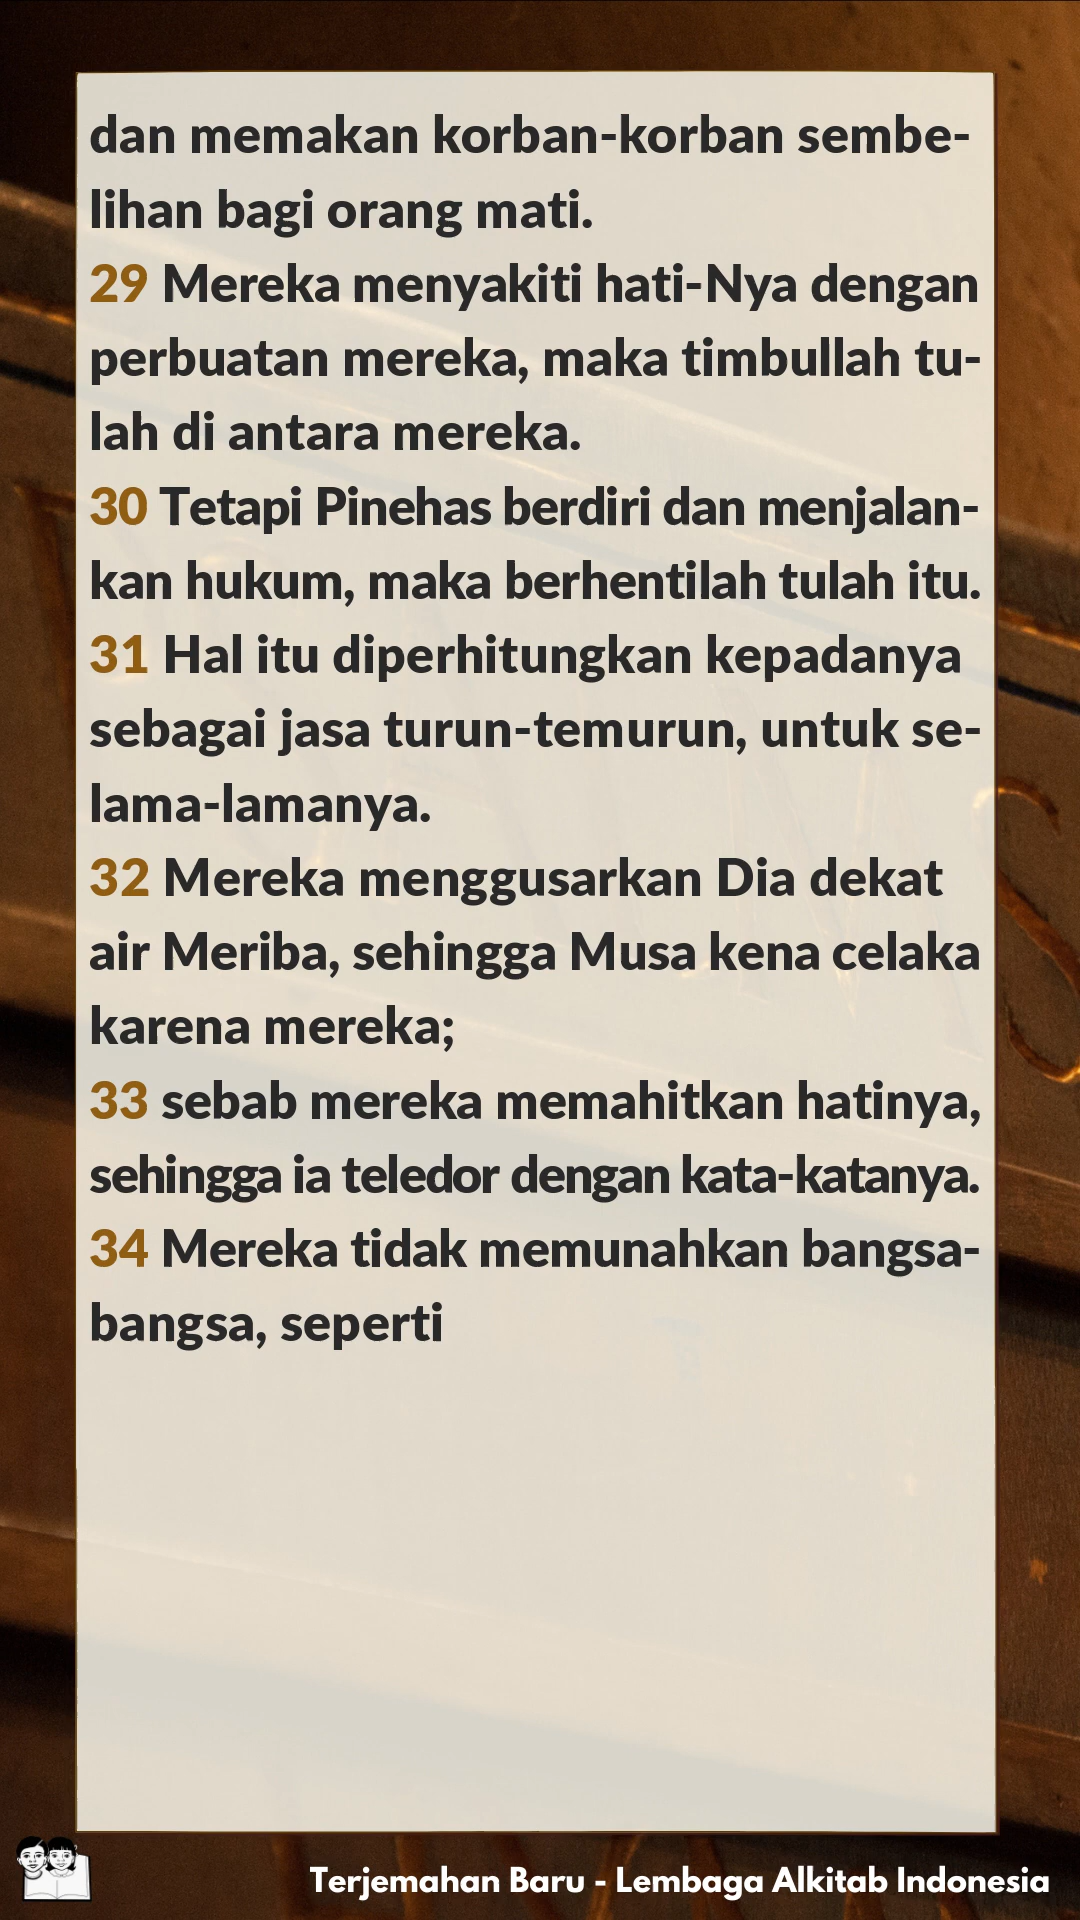 dan memakan korban-korban sembe-
lihan bagi orang mati.
29 Mereka menyakiti hati-Nya dengan
perbuatan mereka, maka timbullah tu-
lah di antara mereka.
30 Tetapi Pinehas berdiri dan menjalan-
kan hukum, maka berhentilah tulah itu.
31 Hal itu diperhitungkan kepadanya
sebagai jasa turun-temurun, untuk se-
lama-lamanya.
32 Mereka menggusarkan Dia dekat
air Meriba, sehingga Musa kena celaka
karena mereka;
33 sebab mereka memahitkan hatinya,
sehingga ia teledor dengan kata-katanya.
34 Mereka tidak memunahkan bangsa-
bangsa, seperti
Terjemahan Baru - Lembaga Alkitab Indonesia